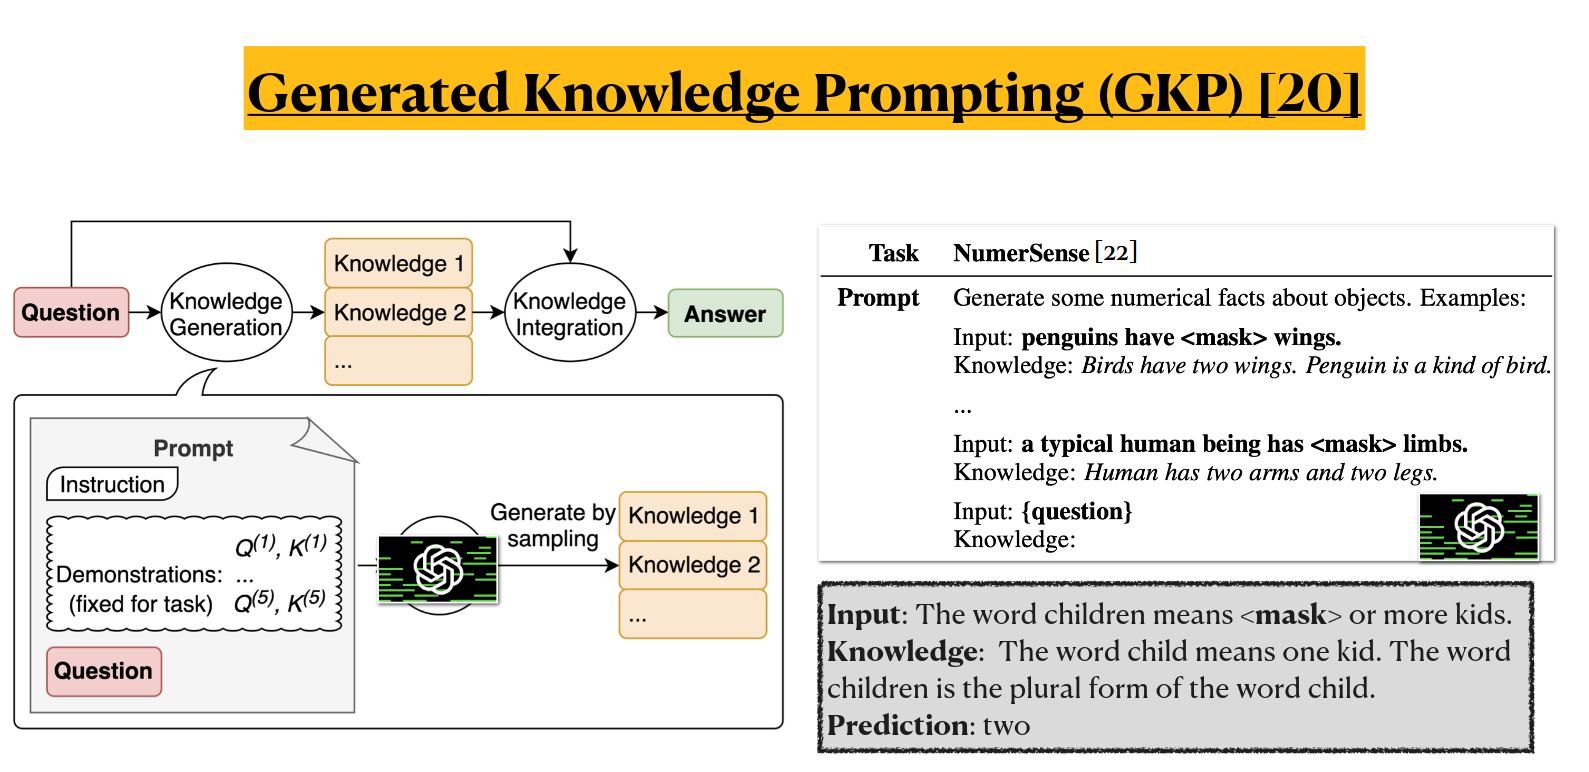 Generated Knowledge Prompting (GKP) [20]
Question
Knowledge
Generation
Knowledge 1
Knowledge 2
...
Knowledge
Integration
Answer
Prompt
Instruction
Demonstrations:
(fixed for task)
Q(1), K(1)
...
Q(5), K(5)
Question
Generate by
sampling
Knowledge 1
Knowledge 2
...
Task NumerSense [22]
Prompt Generate some numerical facts about objects. Examples:
Input: penguins have <mask> wings.
Knowledge: Birds have two wings. Penguin is a kind of bird.
...
Input: a typical human being has <mask> limbs.
Knowledge: Human has two arms and two legs.
Input: {question}
Knowledge:
Input: The word children means <mask> or more kids.
Knowledge: The word child means one kid. The word
children is the plural form of the word child.
Prediction: two